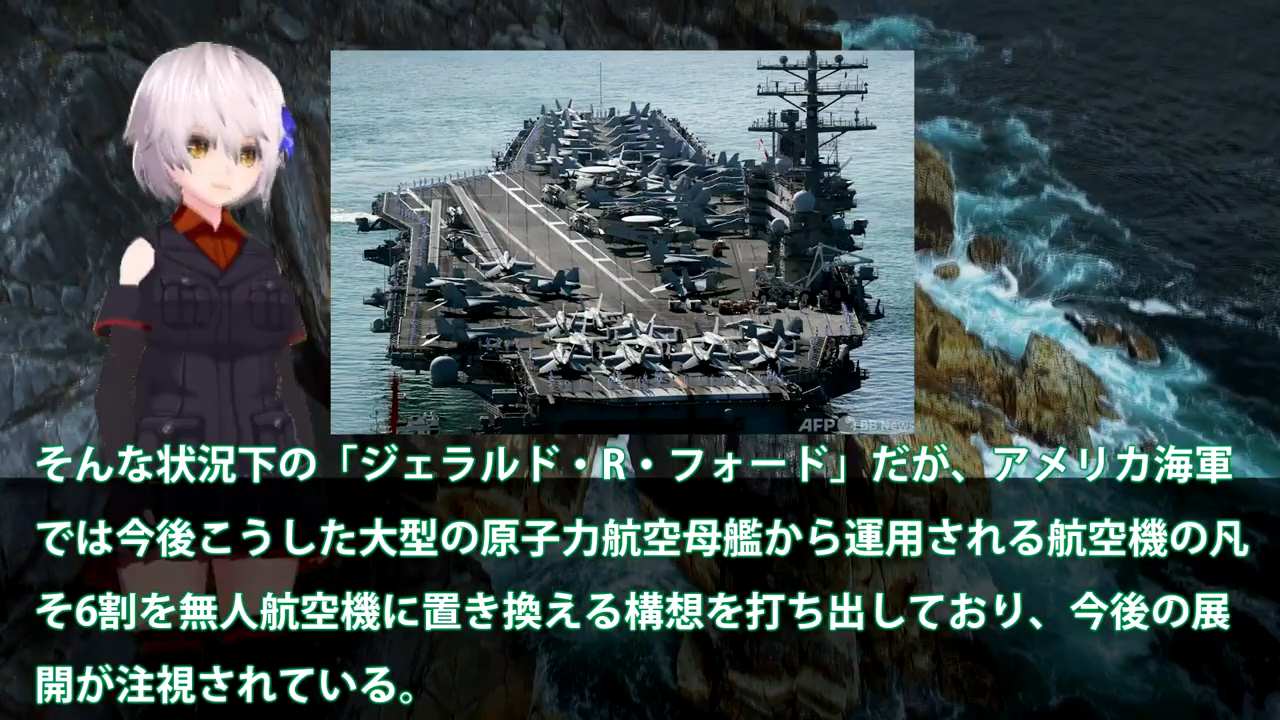 AFP BB News
そんな状況下の「ジェラルド・R・フォード」だが、アメリカ海軍
では今後こうした大型の原子力航空母艦から運用される航空機の凡
そ6割を無人航空機に置き換える構想を打ち出しており、今後の展
開が注視されている。